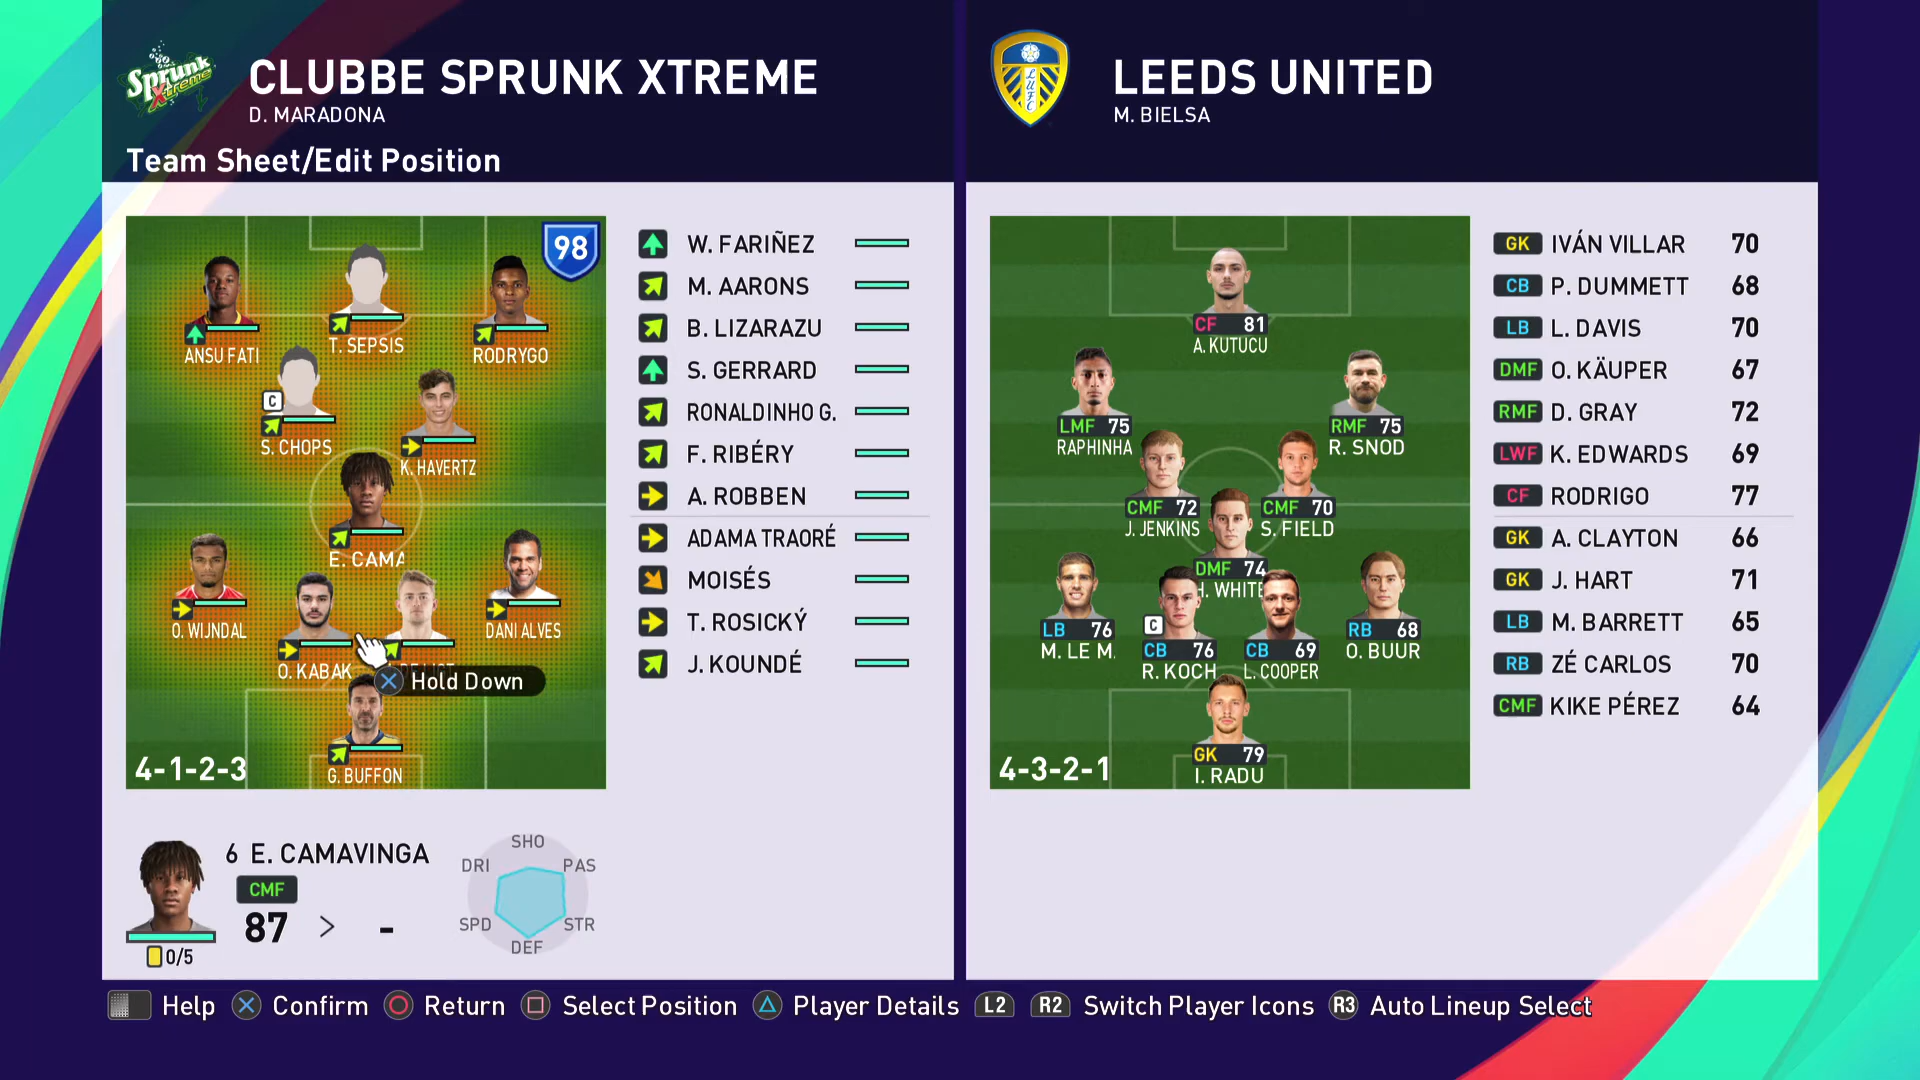 Sprunk
Xtreme
CLUBBE SPRUNK XTREME
D. MARADONA
Team Sheet/Edit Position
98
ANSU FATI
T. SEPSIS
RODRYGO
C
S. CHOPS
K. HAVERTZ
E. CAMA
O. WIJNDAL
DANI ALVES
O. KABAK
Hold Down
G. BUFFON
4-1-2-3
W. FARIÑEZ
M. AARONS
B. LIZARAZU
S. GERRARD
RONALDINHO G.
F. RIBÉRY
A. ROBBEN
ADAMA TRAORÉ
MOISÉS
T. ROSICKÝ
J. KOUNDÉ
6 E. CAMAVINGA
CMF
87 > -
0/5
SHO
DRI
PAS
SPD
STR
DEF
LUFC
LEEDS UNITED
M. BIELSA
CF 81
A. KUTUCU
LMF 75
RAPHINHA
RMF 75
R. SNOD
CMF 72
J. JENKINS
CMF 70
S. FIELD
DMF 74
H. WHITE
LB 76
M. LE M.
C
CB 76
R. KOCH
CB 69
L. COOPER
RB 68
O. BUUR
GK 79
I. RADU
4-3-2-1
GK IVÁN VILLAR 70
CB P. DUMMETT 68
LB L. DAVIS 70
DMF O. KÄUPER 67
RMF D. GRAY 72
LWF K. EDWARDS 69
CF RODRIGO 77
GK A. CLAYTON 66
GK J. HART 71
LB M. BARRETT 65
RB ZÉ CARLOS 70
CMF KIKE PÉREZ 64
Help Confirm Return Select Position Player Details L2 R2 Switch Player Icons R3 Auto Lineup Select